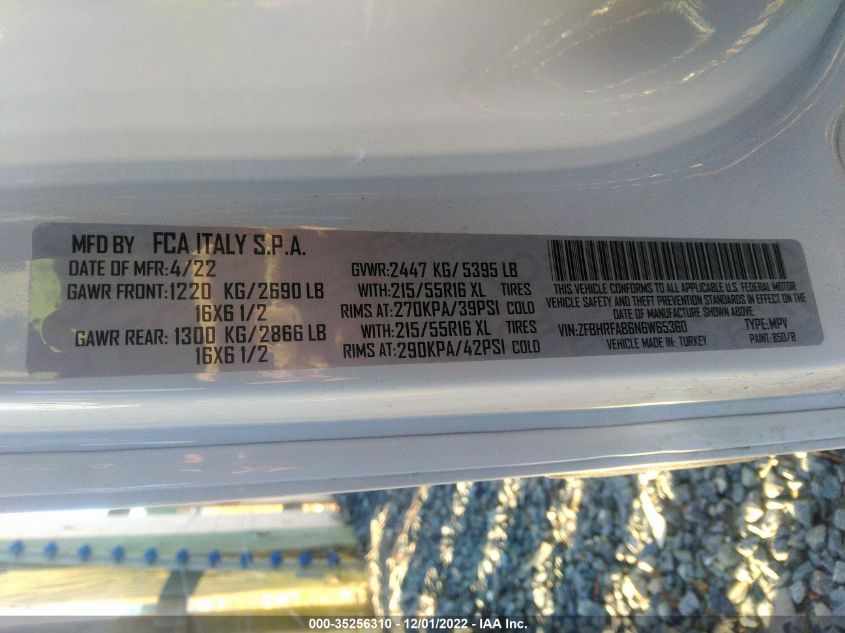 MFD BY FCA ITALY S.P.A.
DATE OF MFR:4/22 GVWR:2447 KG/5395 LB
GAWR FRONT:1220 KG/2690 LB WITH:215/55R16 XL TIRES
16X6 1/2 RIMS AT:270KPA/39PSI COLD
GAWR REAR:1300 KG/2866 LB WITH:215/55R16 XL TIRES
16X6 1/2 RIMS AT:290KPA/42PSI COLD
THIS VEHICLE CONFORMS TO ALL APPLICABLE U.S. FEDERAL MOTOR
VEHICLE SAFETY AND THEFT PREVENTION STANDARDS IN EFFECT ON THE
DATE OF MANUFACTURE SHOWN ABOVE.
VIN:ZFBHRFAB6N6W65360 TYPE:MPV
VEHICLE MADE IN: TURKEY PAINT: 850/B
000-35256310 - 12/01/2022 - IAA Inc.